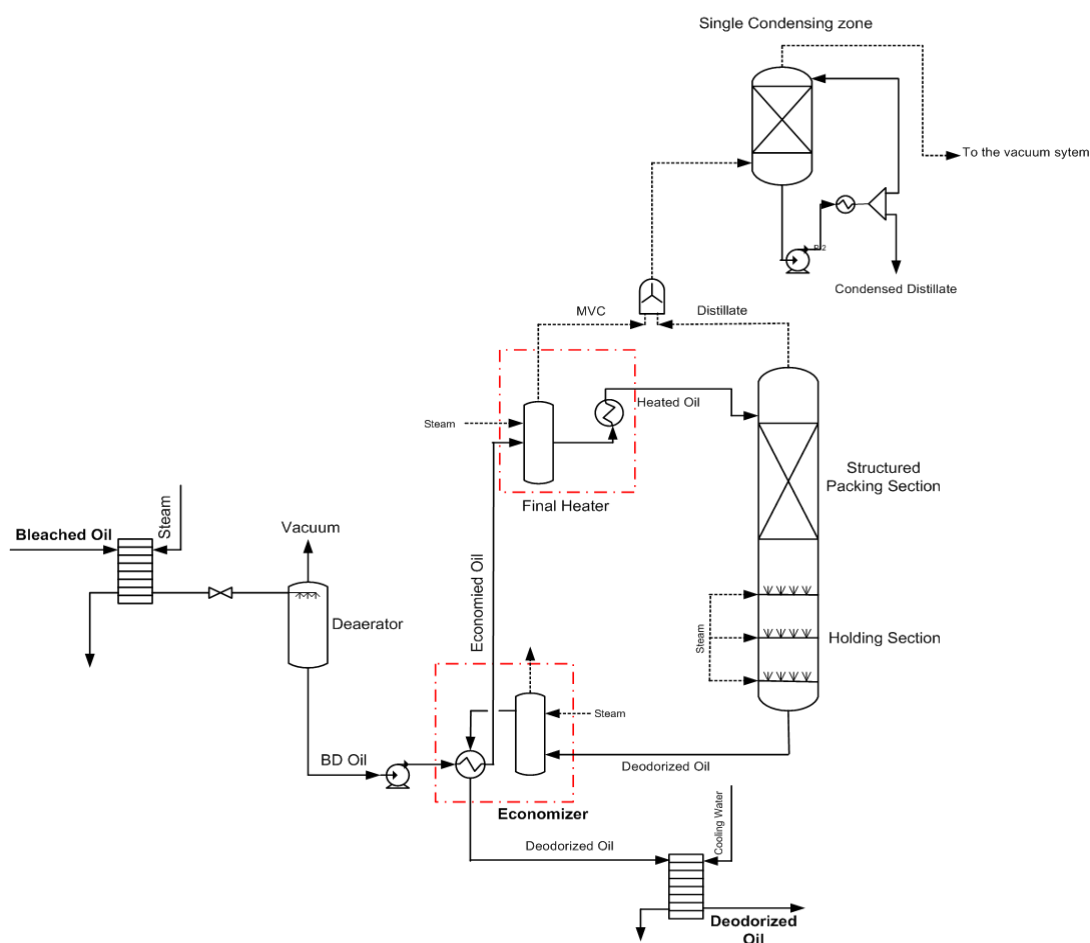 Single Condensing zone
To the vacuum sytem
P-2
Condensed Distillate
MVC
Distillate
Steam
Heated Oil
Structured
Packing Section
Final Heater
Steam
Bleached Oil
Vacuum
Deaerator
Economied Oil
Steam
Holding Section
Steam
BD Oil
Deodorized Oil
Economizer
Cooling Water
Deodorized Oil
Deodorized
Oil